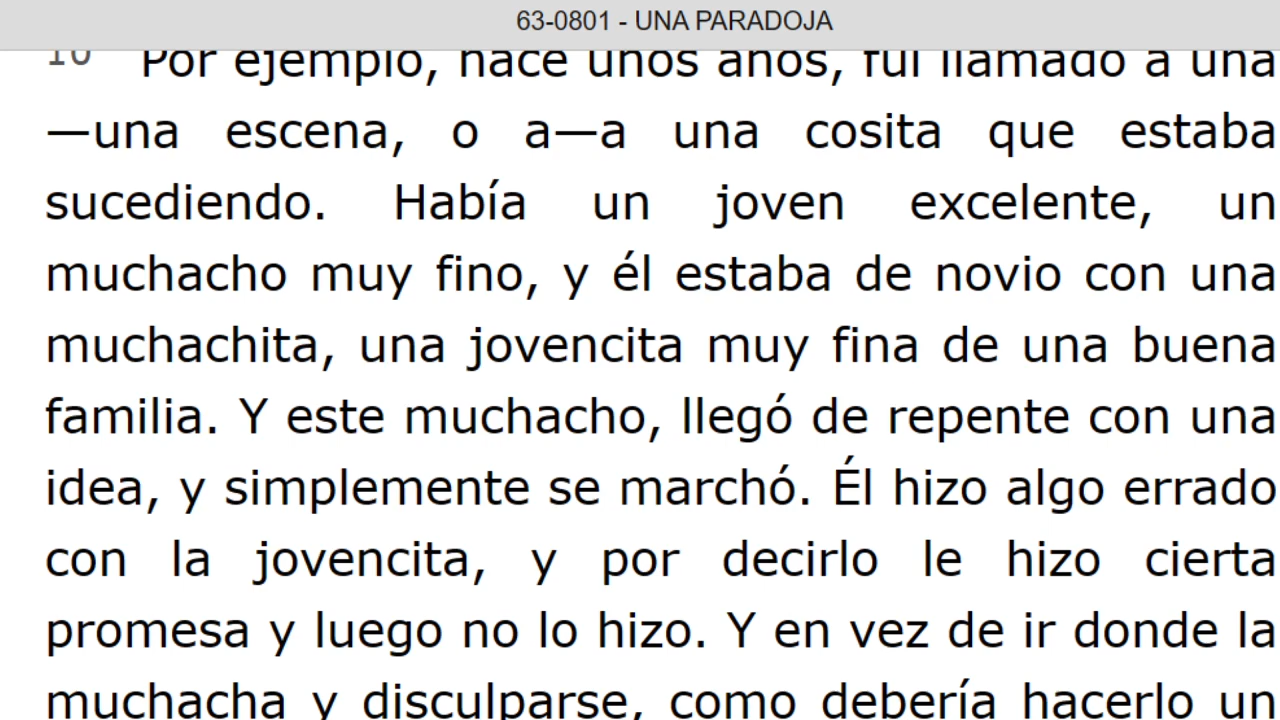 63-0801 - UNA PARADOJA
10 Por ejemplo, hace unos años, fui llamado a una
—una escena, o a—a una cosita que estaba
sucediendo. Había un joven excelente, un
muchacho muy fino, y él estaba de novio con una
muchachita, una jovencita muy fina de una buena
familia. Y este muchacho, llegó de repente con una
idea, y simplemente se marchó. Él hizo algo errado
con la jovencita, y por decirlo le hizo cierta
promesa y luego no lo hizo. Y en vez de ir donde la
muchacha y disculparse, como debería hacerlo un